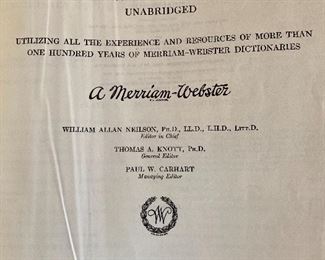 UNABRIDGED
UTILIZING ALL THE EXPERIENCE AND RESOURCES OF MORE THAN
ONE HUNDRED YEARS OF MERRIAM-WEBSTER DICTIONARIES
A Merriam-Webster
WILLIAM ALLAN NEILSON, PH.D., LL.D., L.H.D., LITT.D.
Editor in Chief
THOMAS A. KNOTT, PH.D.
General Editor
PAUL W. CARHART
Managing Editor
W